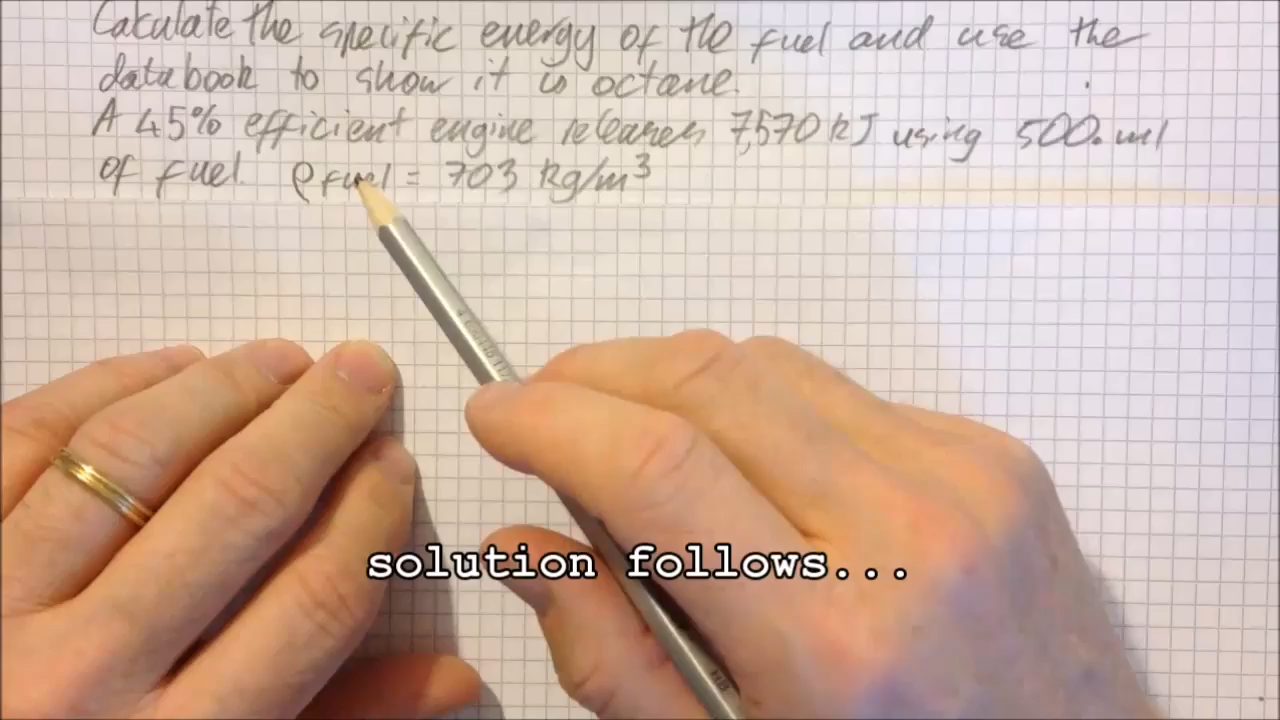 Calculate the specific energy of the fuel and use the
databook to show it is octane.
A 45% efficient engine releases 7,570 kJ using 500 ml
of fuel. ρ fuel = 703 kg/m³
solution follows...